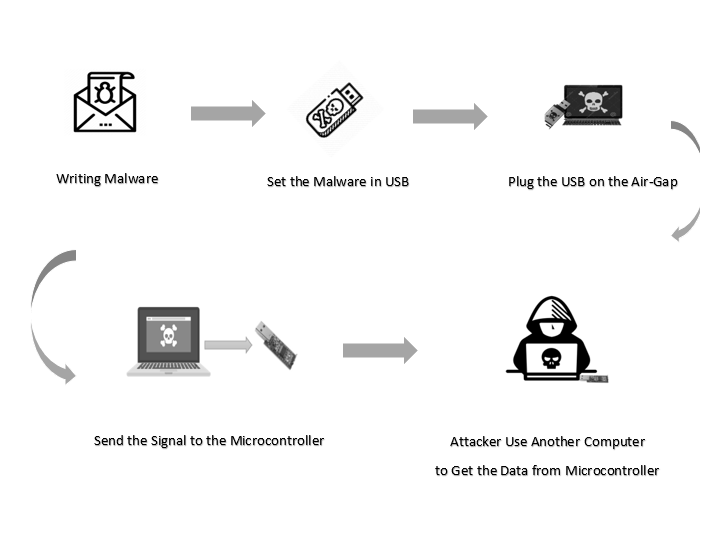 Writing Malware
Set the Malware in USB
Plug the USB on the Air-Gap
Send the Signal to the Microcontroller
Attacker Use Another Computer
to Get the Data from Microcontroller